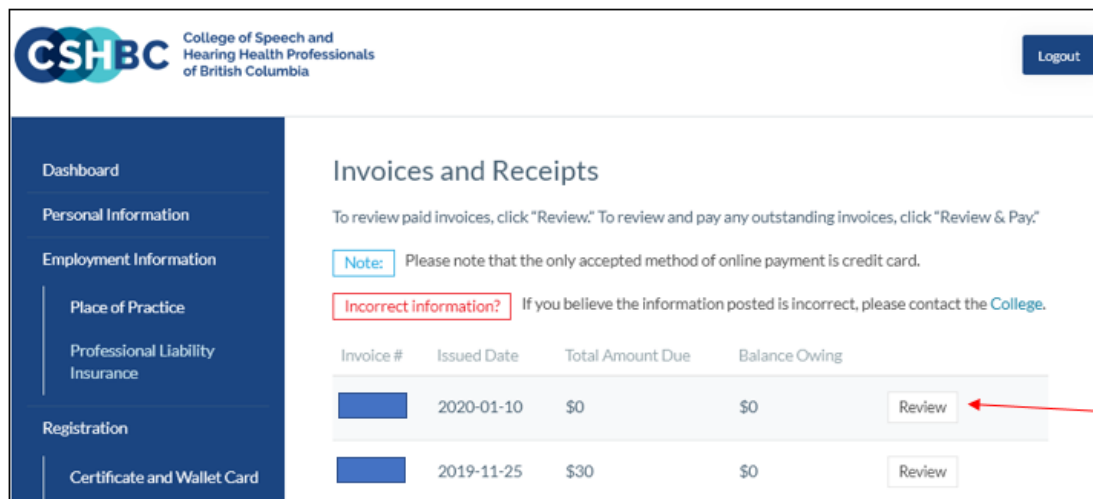 CSHBC
College of Speech and
Hearing Health Professionals
of British Columbia
Logout
Dashboard
Personal Information
Employment Information
Place of Practice
Professional Liability
Insurance
Registration
Certificate and Wallet Card
Invoices and Receipts
To review paid invoices, click "Review." To review and pay any outstanding invoices, click "Review & Pay."
Note: Please note that the only accepted method of online payment is credit card.
Incorrect information? If you believe the information posted is incorrect, please contact the College.
Invoice # Issued Date Total Amount Due Balance Owing
2020-01-10 $0 $0 Review
2019-11-25 $30 $0 Review